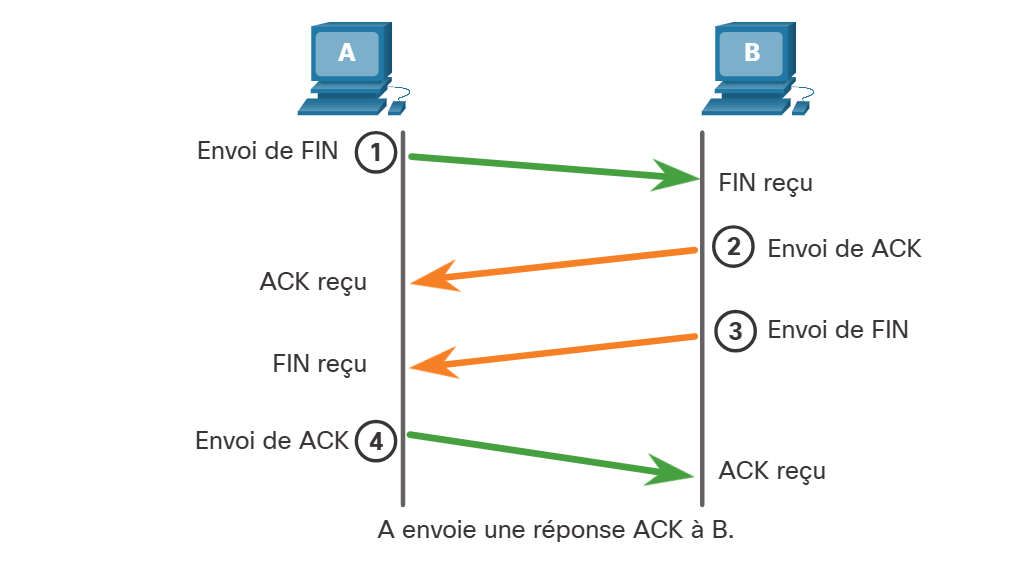 A
B
Envoi de FIN 1
FIN reçu
2 Envoi de ACK
ACK reçu
3 Envoi de FIN
FIN reçu
Envoi de ACK 4
ACK reçu
A envoie une réponse ACK à B.